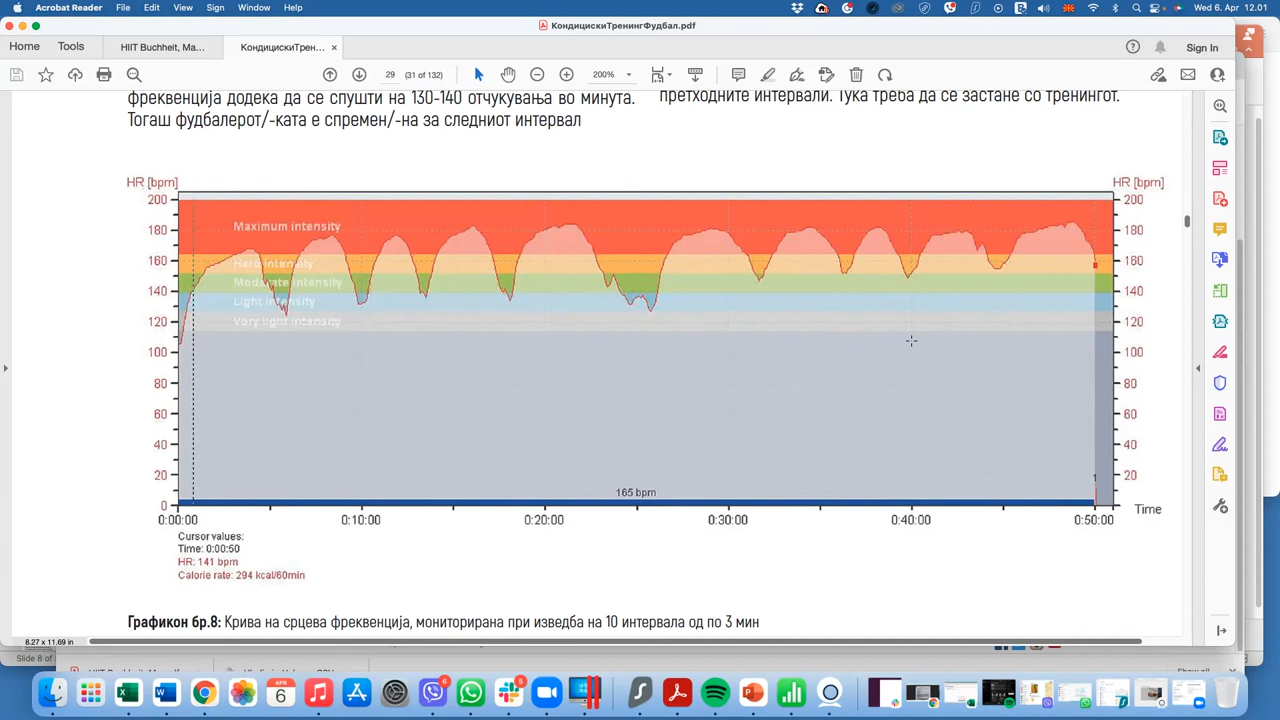 Acrobat Reader File Edit View Sign Window Help
Wed 6. Apr 12.01
КондицискиТренингФудбал.pdf
Home Tools HIIT Buchheit, Ma... КондицискиТрен... × Sign In
29 (31 of 132) 200%
фреквенција додека да се спушти на 130-140 отчукувања во минута.
Тогаш фудбалерот/-ката е спремен/-на за следниот интервал
претходните интервали. Тука треба да се застане со тренингот.
HR [bpm] HR [bpm]
200 200
Maximum intensity
180 180
160 160
Hard intensity
Moderate intensity
140 140
Light intensity
120 Very light intensity 120
100 100
80 80
60 60
40 40
20 20
1
165 bpm
0 0
0:00:00 0:10:00 0:20:00 0:30:00 0:40:00 0:50:00 Time
Cursor values:
Time: 0:00:50
HR: 141 bpm
Calorie rate: 294 kcal/60min
Графикон бр.8: Крива на срцева фреквенција, мониторирана при изведба на 10 интервала од по 3 мин
8.27 x 11.69 in
Slide 8 of
APR
6
6
5